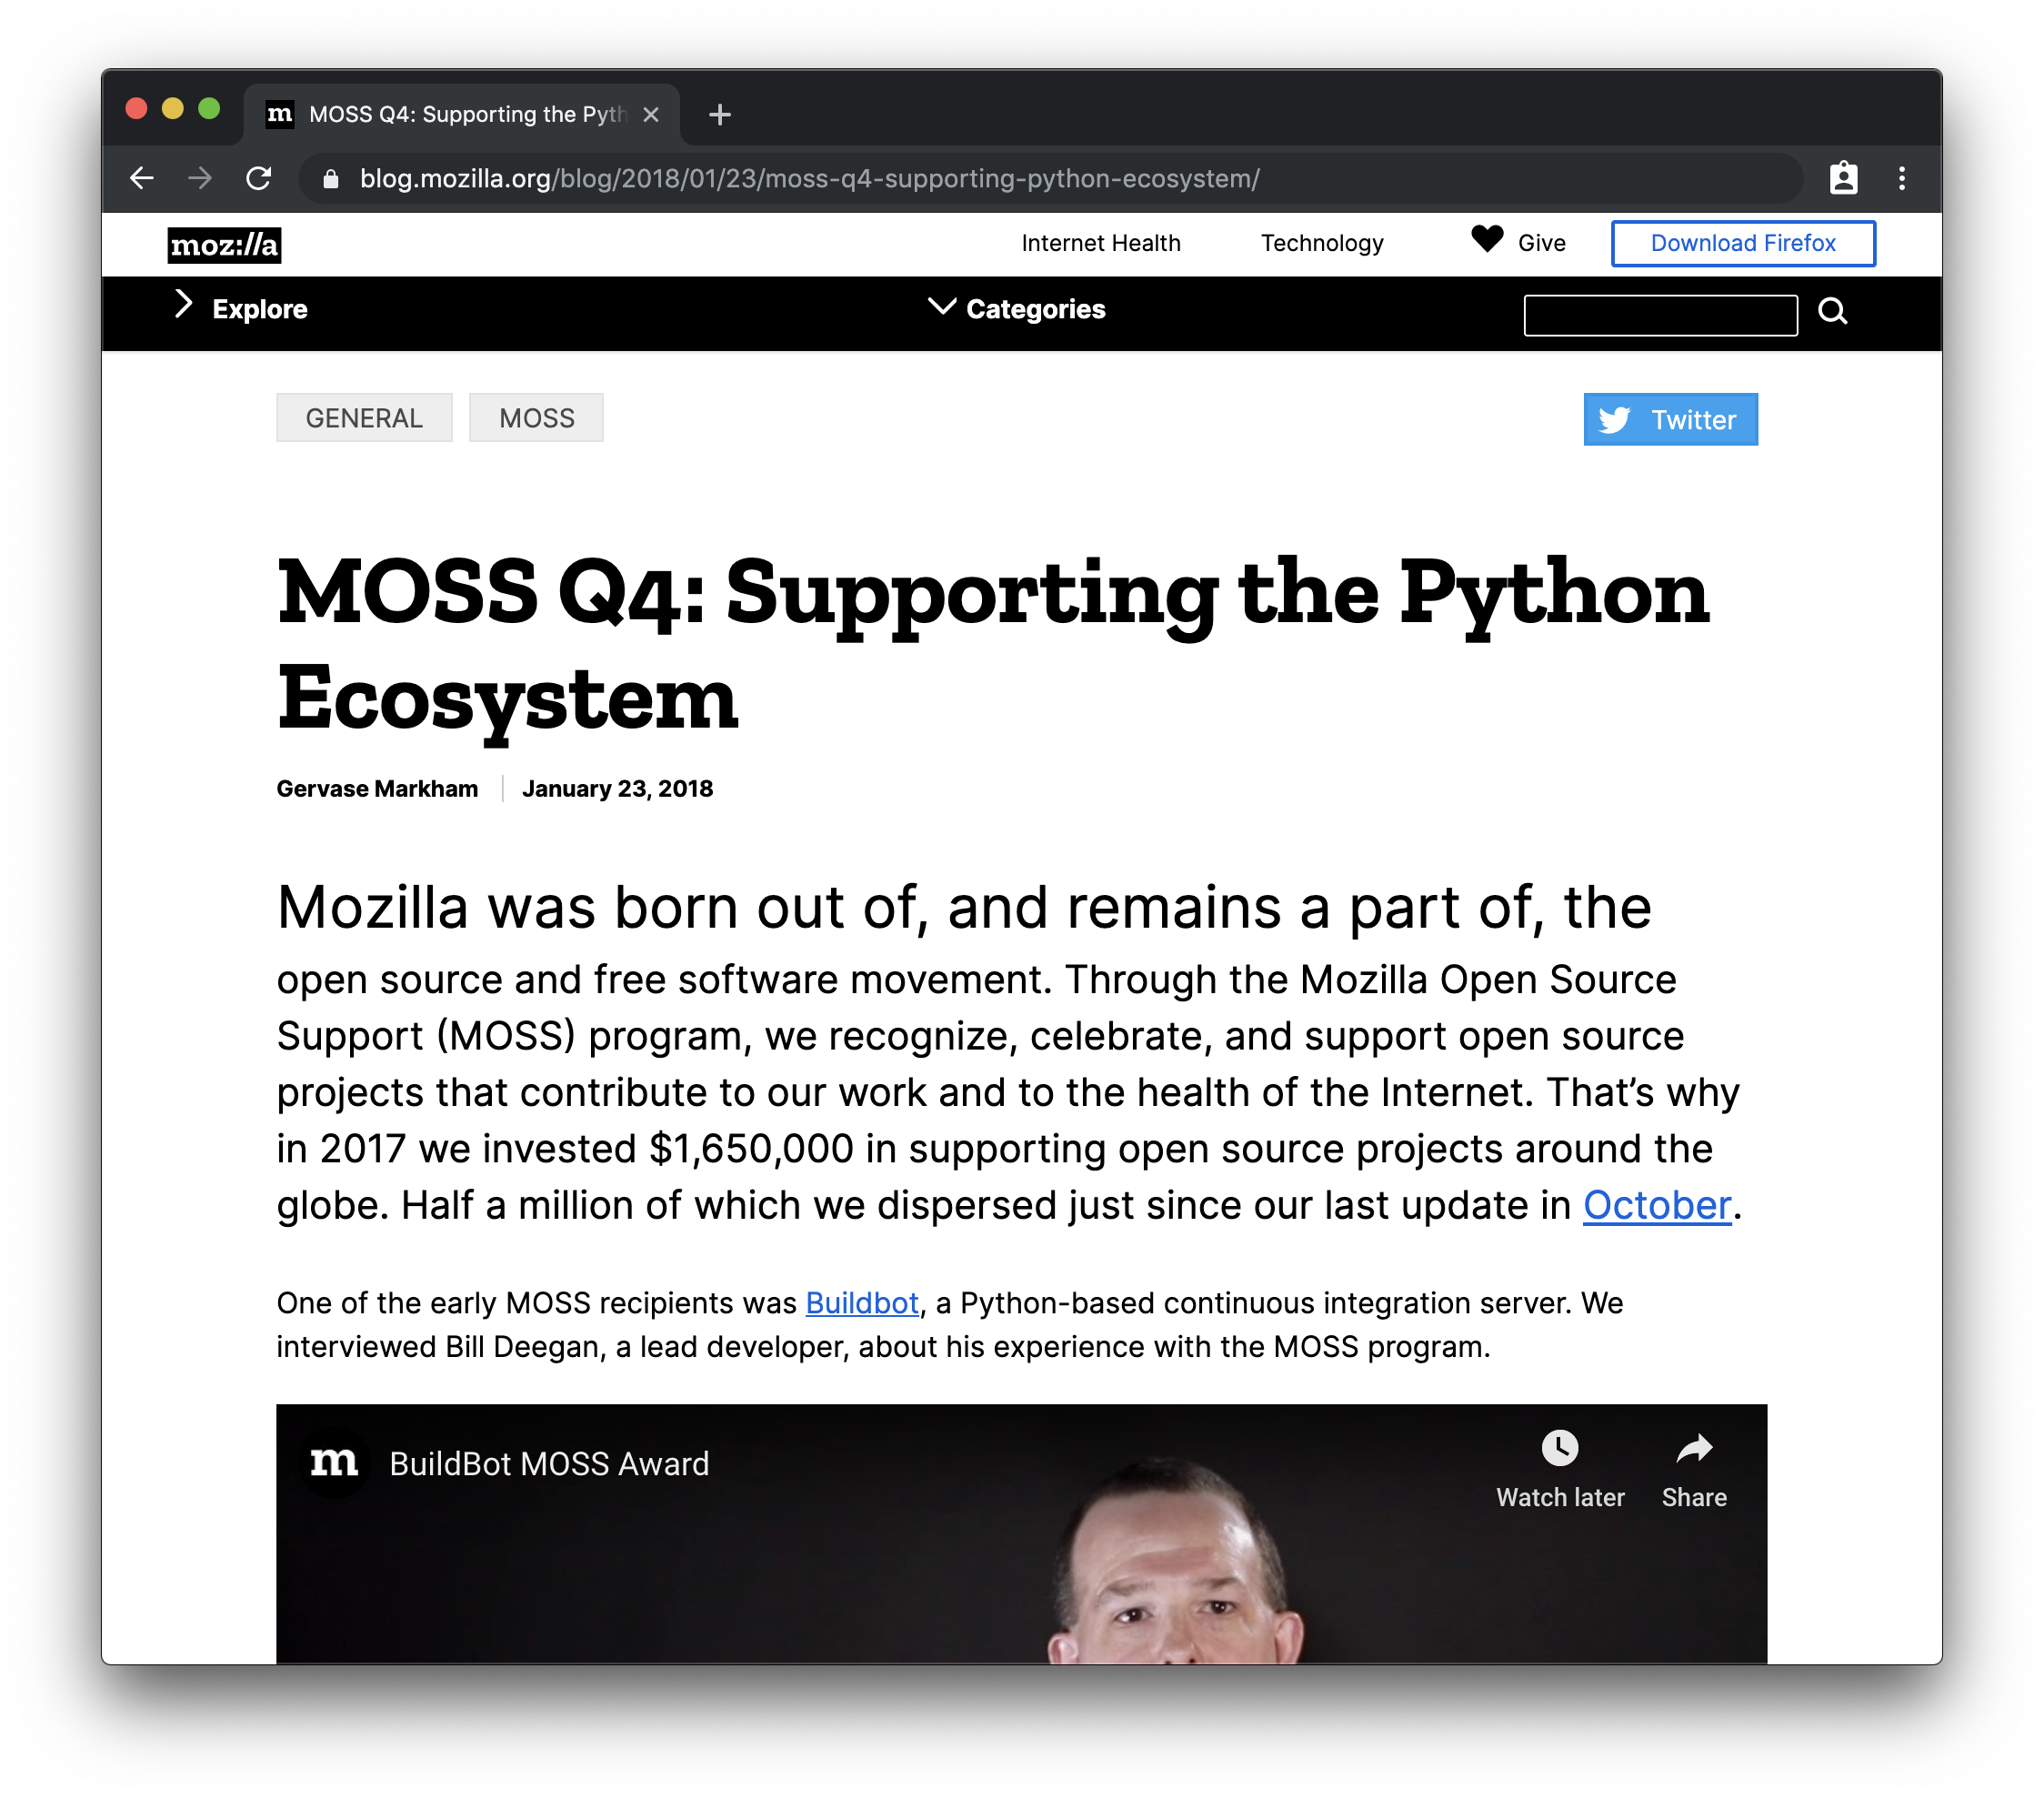 MOSS Q4: Supporting the Pyth
blog.mozilla.org/blog/2018/01/23/moss-q4-supporting-python-ecosystem/
moz://a
Internet Health
Technology
Give
Download Firefox
Explore
Categories
GENERAL
MOSS
Twitter
MOSS Q4: Supporting the Python
Ecosystem
Gervase Markham
January 23, 2018
Mozilla was born out of, and remains a part of, the
open source and free software movement. Through the Mozilla Open Source
Support (MOSS) program, we recognize, celebrate, and support open source
projects that contribute to our work and to the health of the Internet. That’s why
in 2017 we invested $1,650,000 in supporting open source projects around the
globe. Half a million of which we dispersed just since our last update in October.
One of the early MOSS recipients was Buildbot, a Python-based continuous integration server. We
interviewed Bill Deegan, a lead developer, about his experience with the MOSS program.
m
BuildBot MOSS Award
Watch later
Share